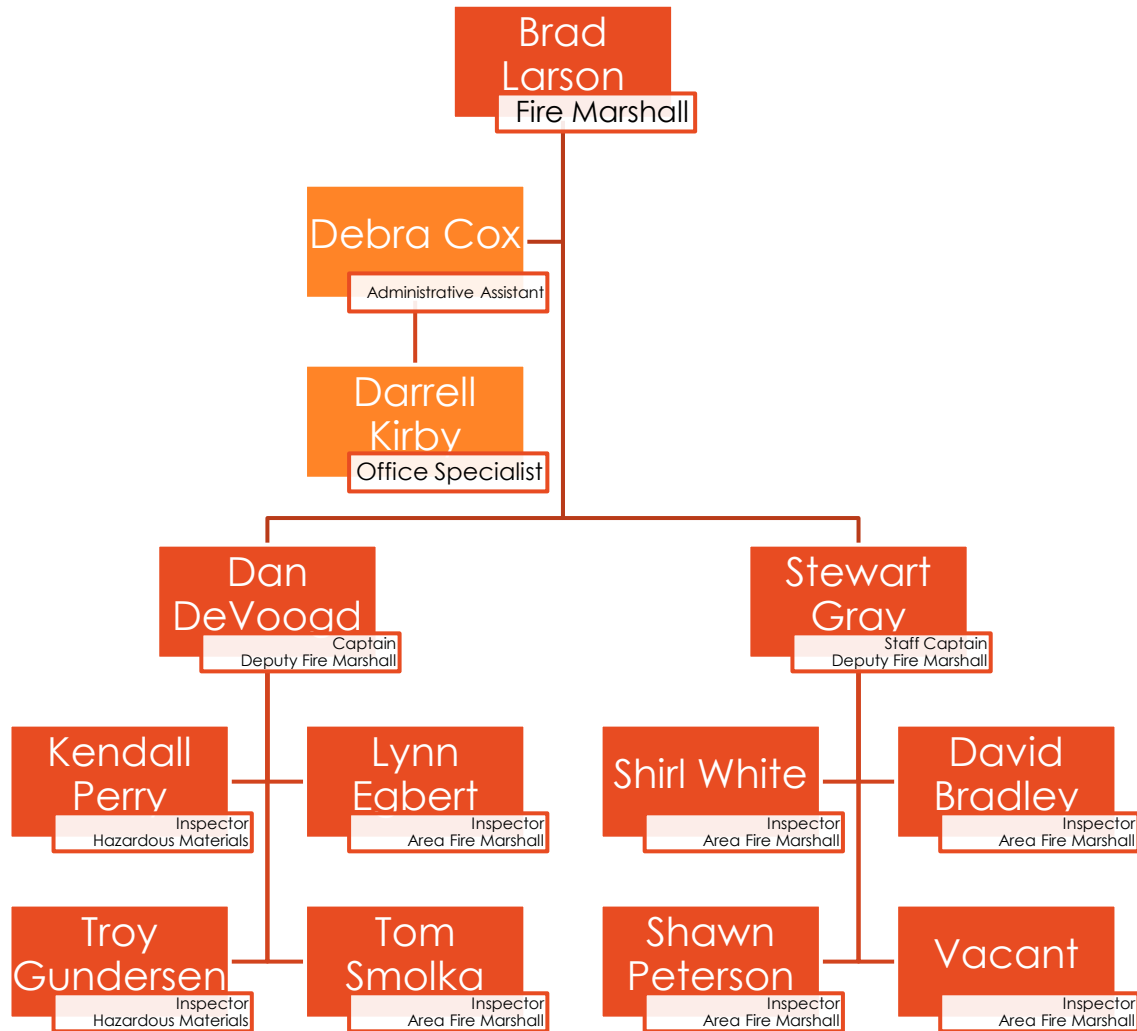 Brad
Larson
Fire Marshall
Debra Cox
Administrative Assistant
Darrell
Kirby
Office Specialist
Dan
DeVoogd
Captain
Deputy Fire Marshall
Stewart
Gray
Staff Captain
Deputy Fire Marshall
Kendall
Perry
Inspector
Hazardous Materials
Lynn
Egbert
Inspector
Area Fire Marshall
Shirl White
Inspector
Area Fire Marshall
David
Bradley
Inspector
Area Fire Marshall
Troy
Gundersen
Inspector
Hazardous Materials
Tom
Smolka
Inspector
Area Fire Marshall
Shawn
Peterson
Inspector
Area Fire Marshall
Vacant
Inspector
Area Fire Marshall